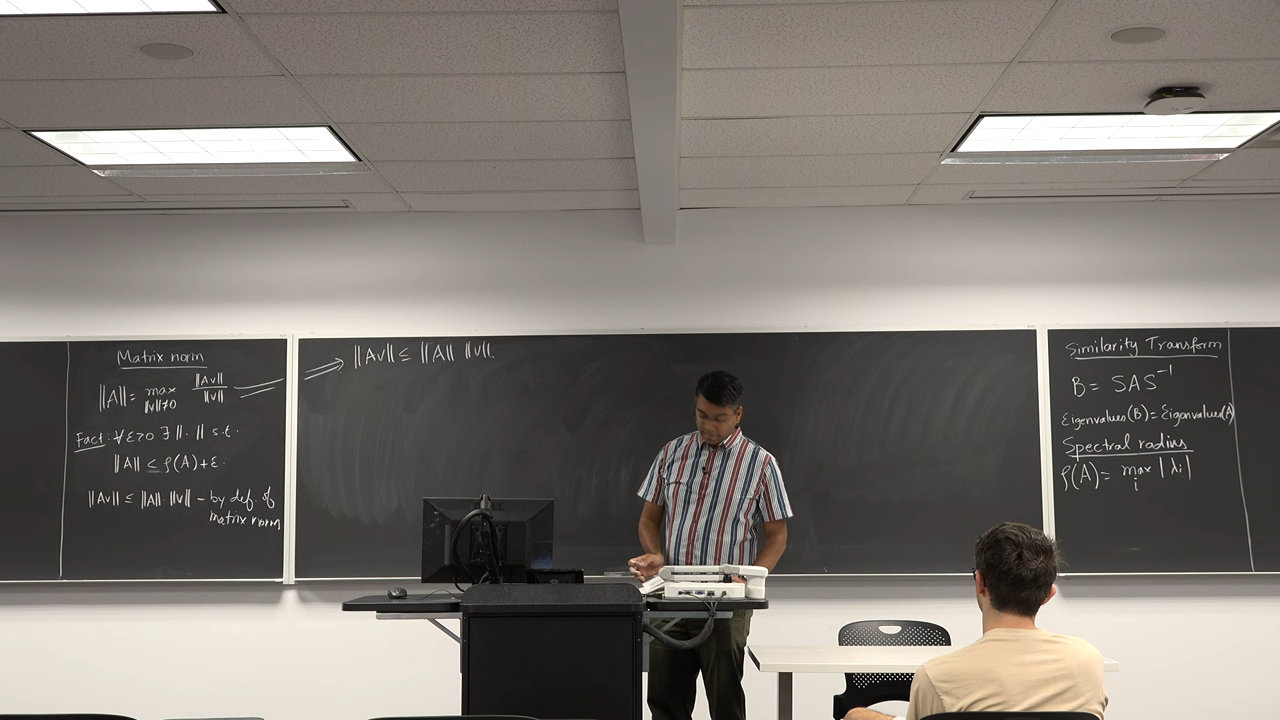 Matrix norm
||A|| = max ||Av|| / ||v||
||v||≠0
Fact: ∀ε>0 ∃ ||.|| s.t.
||A|| ≤ ρ(A)+ε.
||Av|| ≤ ||A|| ||v|| – by def. of
matrix norm
⟹ ||Av|| ≤ ||A|| ||v||.
Similarity Transform
B = SAS⁻¹
Eigenvalues(B) = Eigenvalues(A)
Spectral radius
ρ(A) = max |λi|
i
DELL